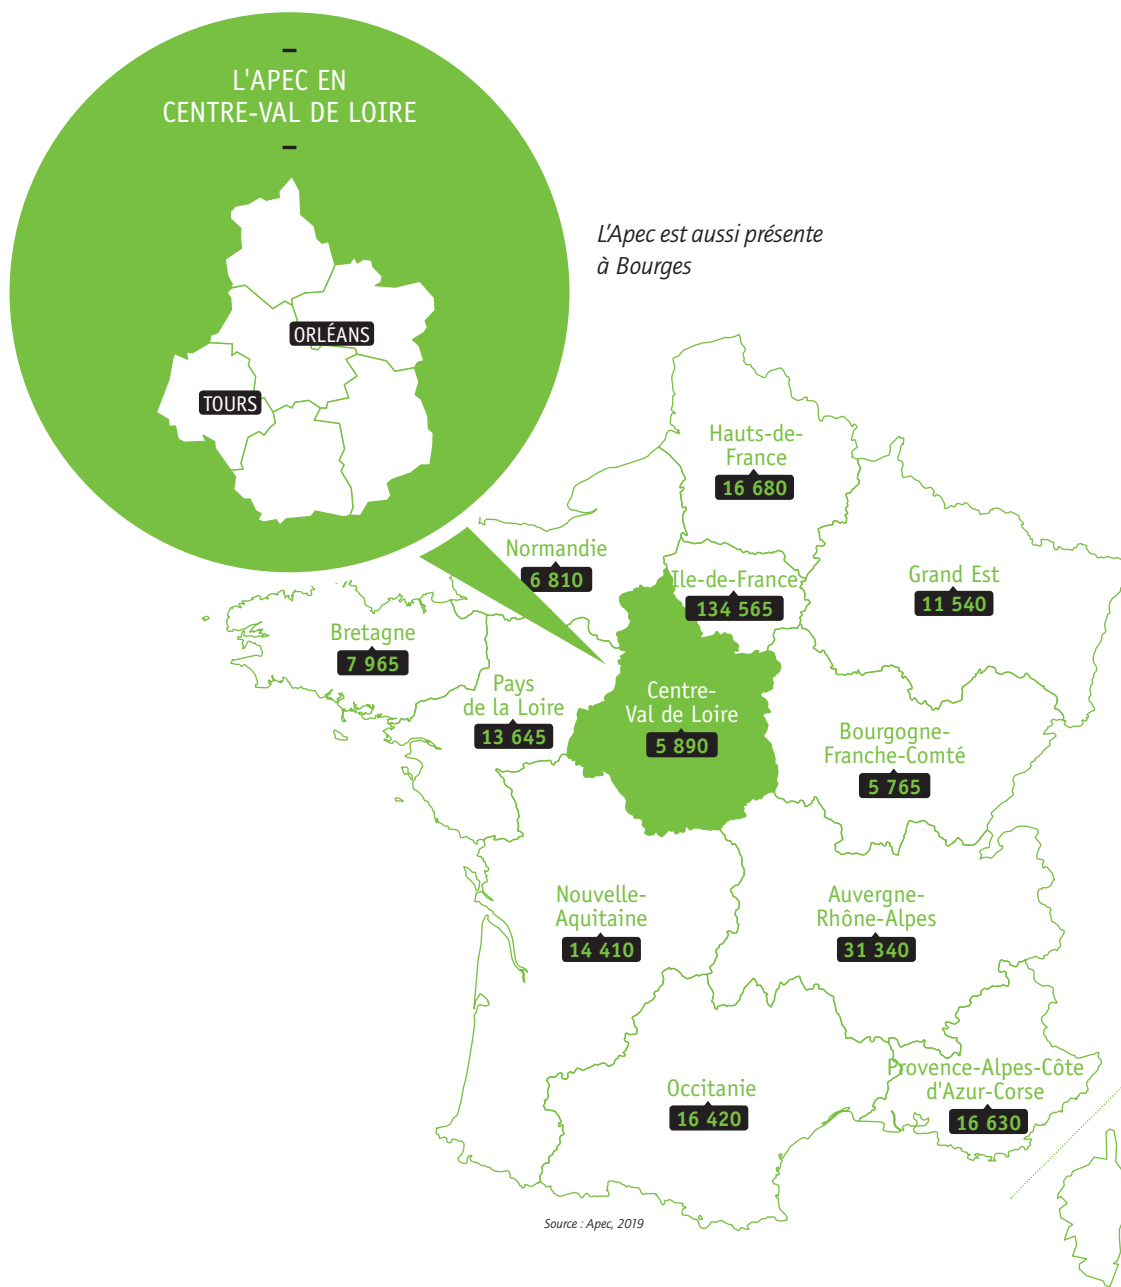 L'APEC EN
CENTRE-VAL DE LOIRE
ORLÉANS
TOURS
L'Apec est aussi présente
à Bourges
Hauts-de-
France
16 680
Normandie
6 810
Ile-de-France
134 565
Grand Est
11 540
Bretagne
7 965
Pays
de la Loire
13 645
Centre-
Val de Loire
5 890
Bourgogne-
Franche-Comté
5 765
Nouvelle-
Aquitaine
14 410
Auvergne-
Rhône-Alpes
31 340
Occitanie
16 420
Provence-Alpes-Côte
d'Azur-Corse
16 630
Source : Apec, 2019